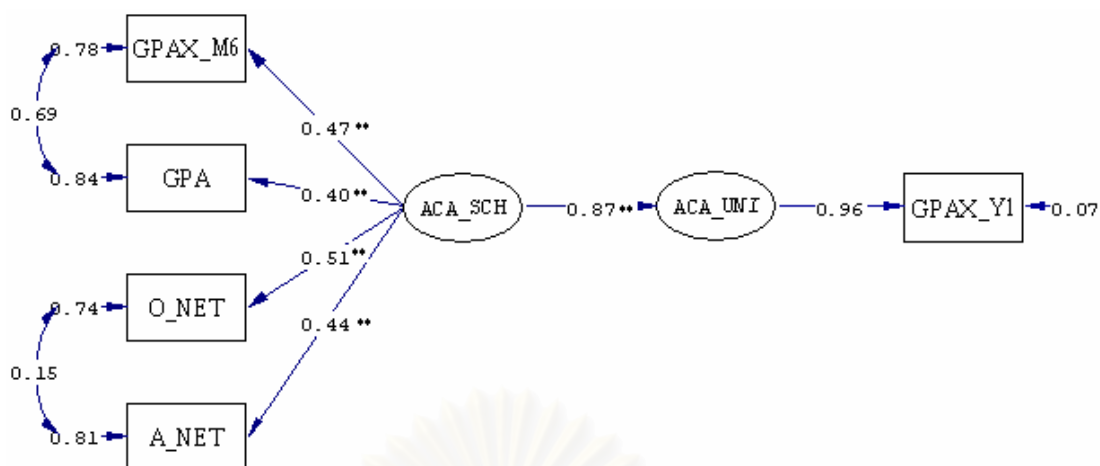 0.78 GPAX_M6
0.69
0.47**
0.84 GPA
0.40**
ACA_SCH 0.87** ACA_UNI 0.96 GPAX_Y1 0.07
0.51**
0.74 O_NET
0.44**
0.15
0.81 A_NET